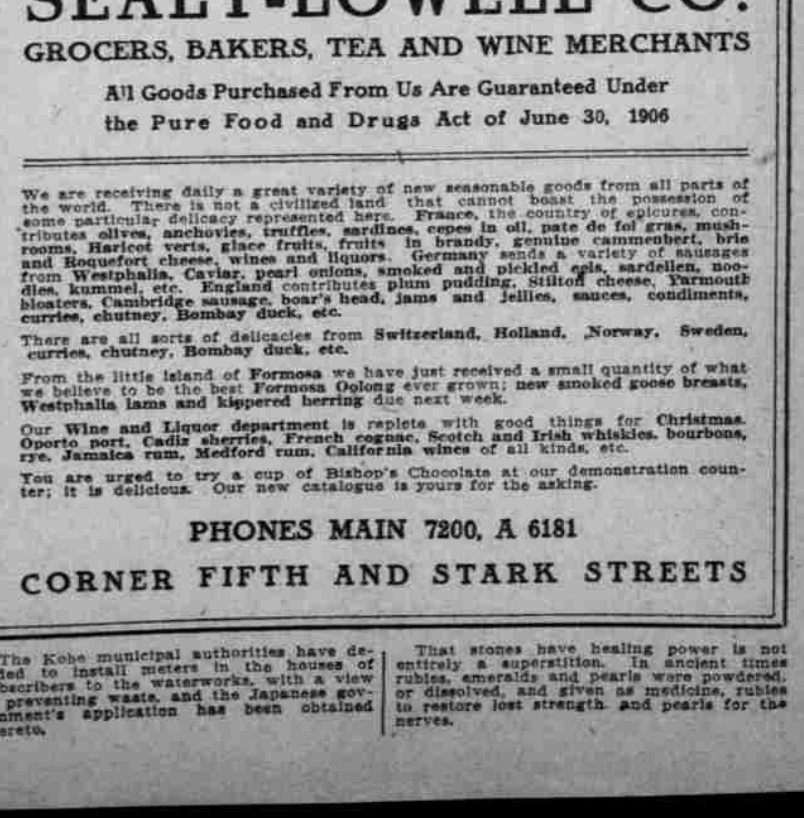 SEALY-LOWELL CO.
GROCERS, BAKERS, TEA AND WINE MERCHANTS
All Goods Purchased From Us Are Guaranteed Under
the Pure Food and Drugs Act of June 30, 1906
We are receiving daily a great variety of new seasonable goods from all parts of
the world. There is not a civilized land that cannot boast the possession of
some particular delicacy represented here. France, the country of epicures, con-
tributes olives, anchovies, truffles, sardines, cepes in oil, pate de foi gras, mush-
rooms, Haricot verts, glace fruits, fruits in brandy, genuine cammenbert, brie
and Roquefort cheese, wines and liquors. Germany sends a variety of sausages
from Westphalia, Caviar, pearl onions, smoked and pickled eels, sardellen, noo-
dles, kummel, etc. England contributes plum pudding, Stilton cheese, Yarmouth
bloaters, Cambridge sausage, boar's head, jams and jellies, sauces, condiments,
curries, chutney, Bombay duck, etc.
There are all sorts of delicacies from Switzerland, Holland, Norway, Sweden,
curries, chutney, Bombay duck, etc.
From the little island of Formosa we have just received a small quantity of what
we believe to be the best Formosa Oolong ever grown; new smoked goose breasts,
Westphalia lams and kippered herring due next week.
Our Wine and Liquor department is replete with good things for Christmas.
Oporto port, Cadiz sherries, French cognac, Scotch and Irish whiskies, bourbons,
rye, Jamaica rum, Medford rum, California wines of all kinds, etc.
You are urged to try a cup of Bishop's Chocolate at our demonstration coun-
ter; it is delicious. Our new catalogue is yours for the asking.
PHONES MAIN 7200, A 6181
CORNER FIFTH AND STARK STREETS
The Kobe municipal authorities have de-
ded to install meters in the houses of
bscribers to the waterworks, with a view
preventing waste, and the Japanese gov-
nment's application has been obtained
ereto.
That stones have healing power is not
entirely a superstition. In ancient times
rubies, emeralds and pearls were powdered,
or dissolved, and given as medicine, rubies
to restore lost strength and pearls for the
nerves.